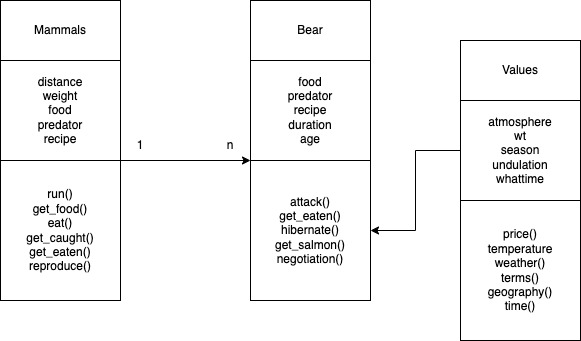 Mammals
distance
weight
food
predator
recipe
run()
get_food()
eat()
get_caught()
get_eaten()
reproduce()
1
n
Bear
food
predator
recipe
duration
age
attack()
get_eaten()
hibernate()
get_salmon()
negotiation()
Values
atmosphere
wt
season
undulation
whattime
price()
temperature
weather()
terms()
geography()
time()